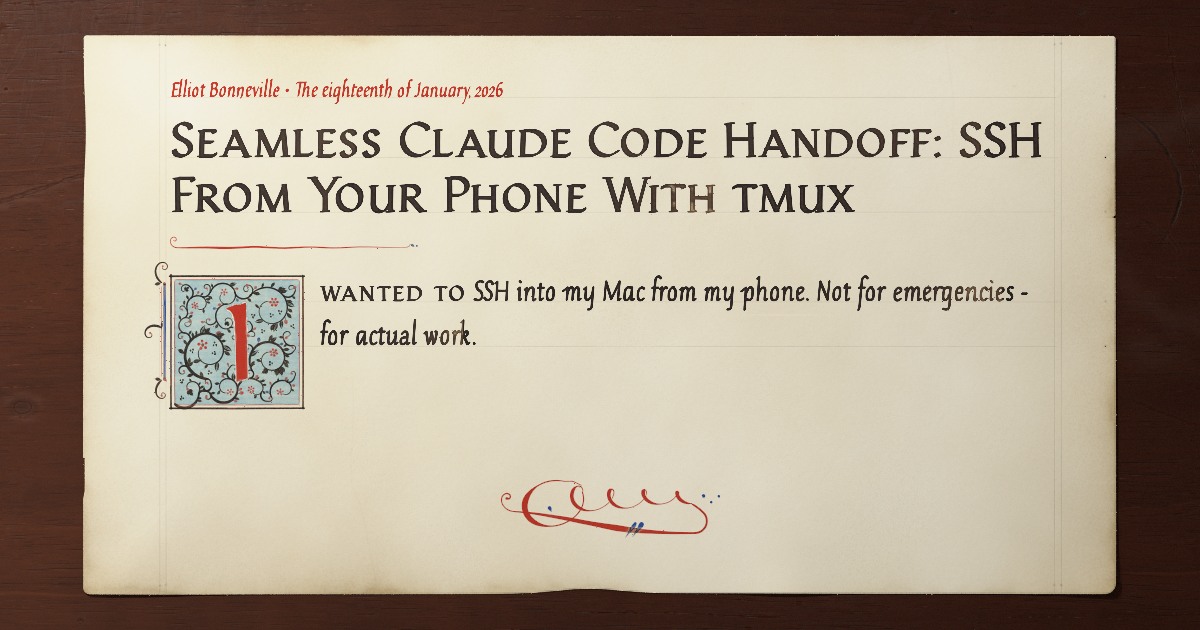 Elliot Bonneville · The eighteenth of January, 2026
Seamless Claude Code Handoff: SSH
From Your Phone With tmux
I wanted to SSH into my Mac from my phone. Not for emergencies -
for actual work.